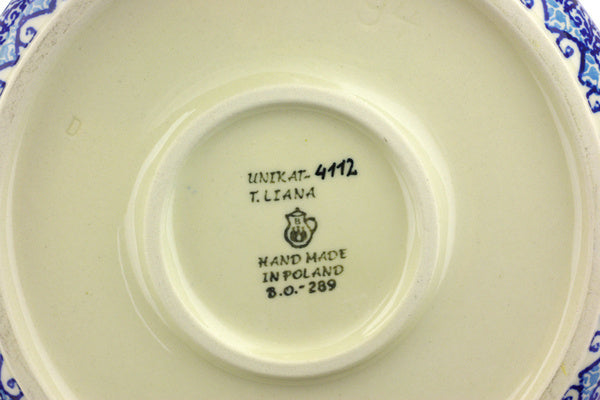 UNIKAT-4112
T. LIANA
B
HAND MADE
IN POLAND
B.O.-289